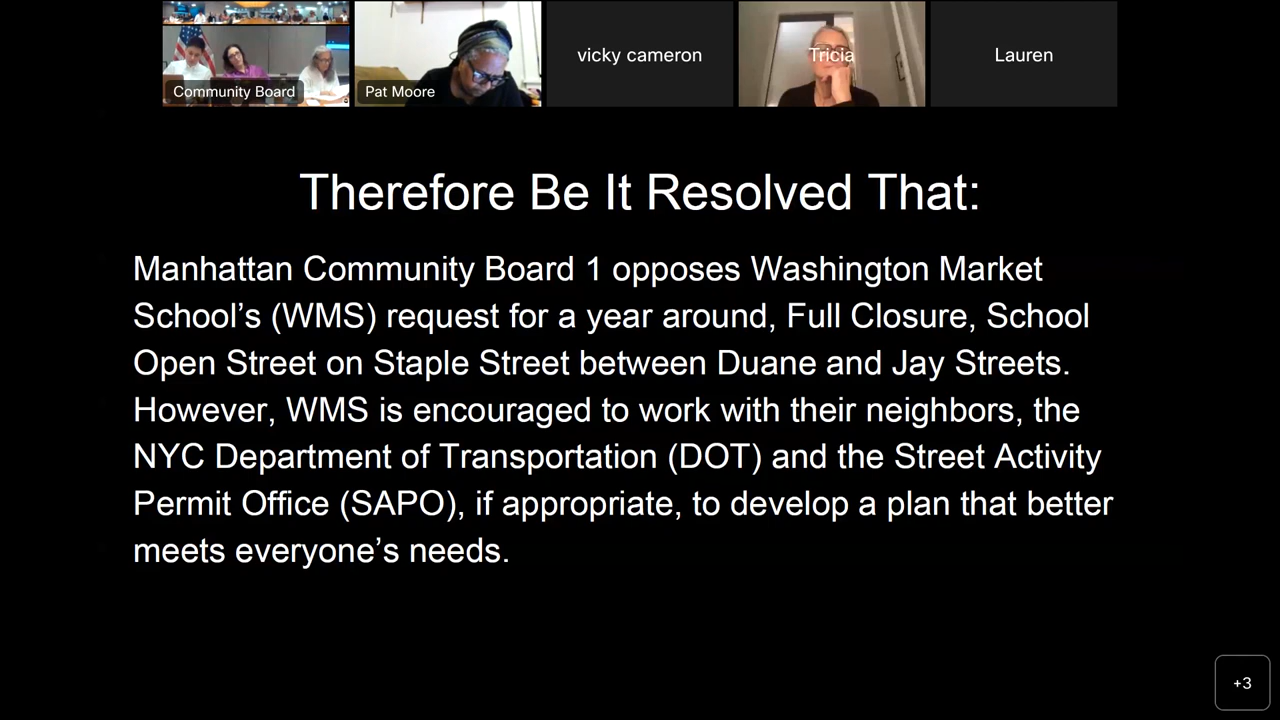 Community Board
Pat Moore
vicky cameron
Tricia
Lauren
Therefore Be It Resolved That:
Manhattan Community Board 1 opposes Washington Market
School’s (WMS) request for a year around, Full Closure, School
Open Street on Staple Street between Duane and Jay Streets.
However, WMS is encouraged to work with their neighbors, the
NYC Department of Transportation (DOT) and the Street Activity
Permit Office (SAPO), if appropriate, to develop a plan that better
meets everyone’s needs.
+3